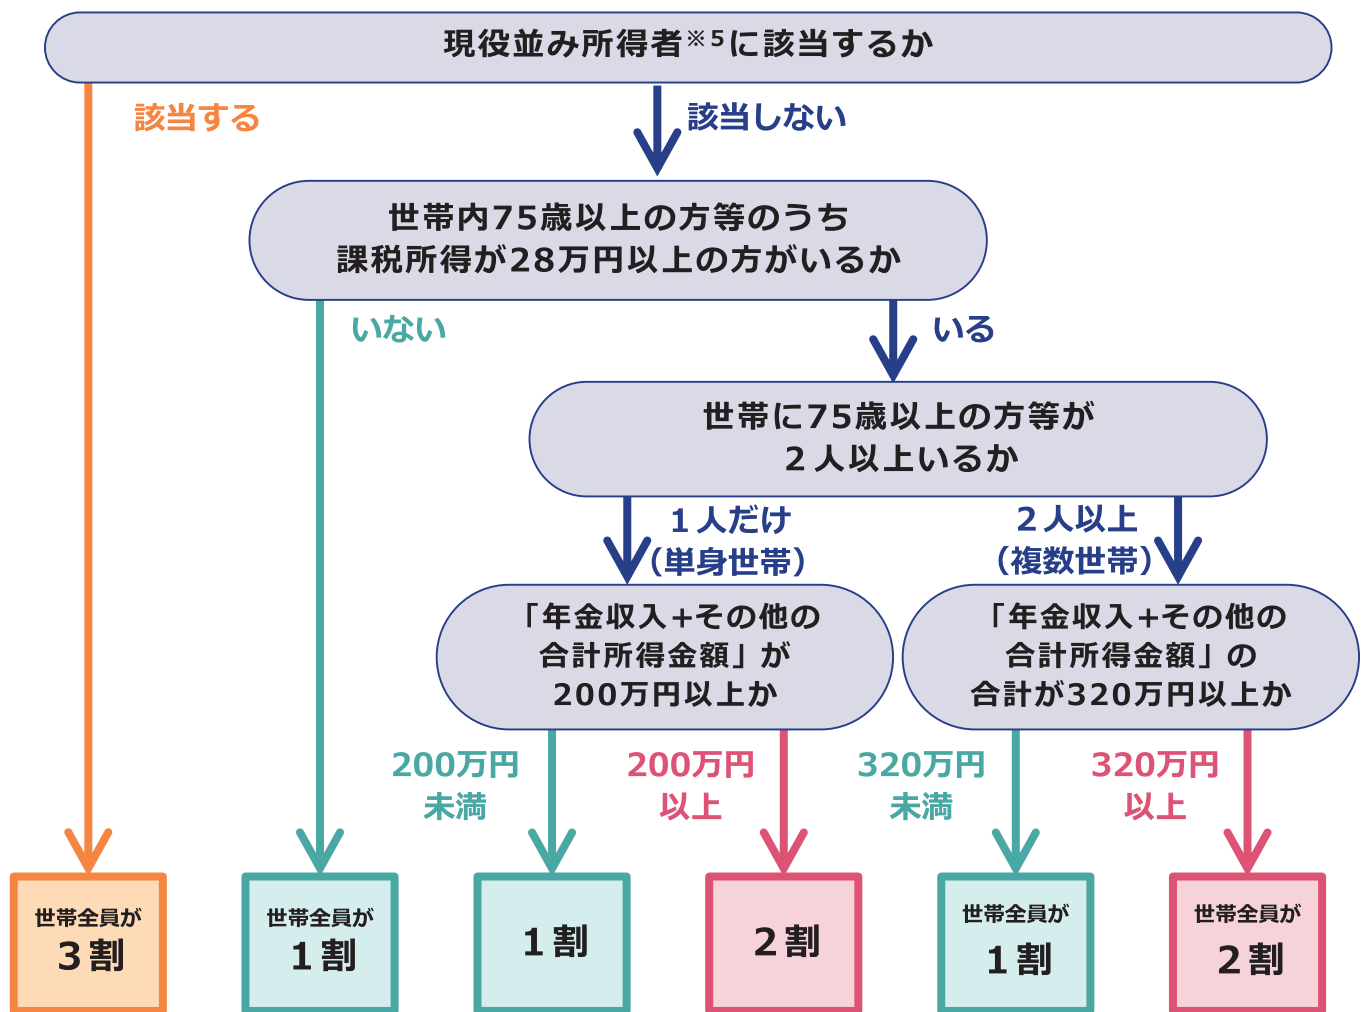 現役並み所得者※5に該当するか
該当する
該当しない
世帯内75歳以上の方等のうち
課税所得が28万円以上の方がいるか
いない
いる
世帯に75歳以上の方等が
２人以上いるか
１人だけ
（単身世帯）
２人以上
（複数世帯）
「年金収入+その他の
合計所得金額」が
200万円以上か
「年金収入+その他の
合計所得金額」の
合計が320万円以上か
200万円
未満
200万円
以上
320万円
未満
320万円
以上
世帯全員が
３割
世帯全員が
１割
１割
２割
世帯全員が
１割
世帯全員が
２割